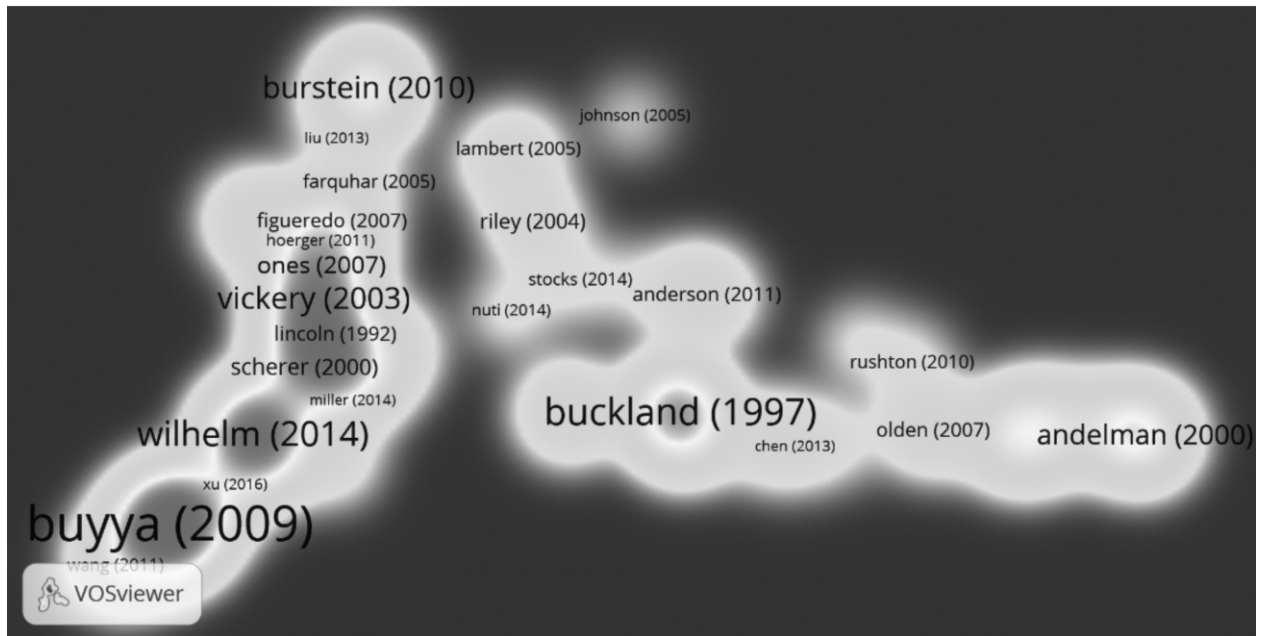 burstein (2010)
johnson (2005)
liu (2013)
lambert (2005)
farquhar (2005)
figueredo (2007)
riley (2004)
hoerger (2011)
ones (2007)
stocks (2014)
anderson (2011)
vickery (2003)
nuti (2014)
lincoln (1992)
scherer (2000)
rushton (2010)
miller (2014)
buckland (1997)
wilhelm (2014)
olden (2007)
andelman (2000)
chen (2013)
xu (2016)
buyya (2009)
wang (2011)
VOSviewer